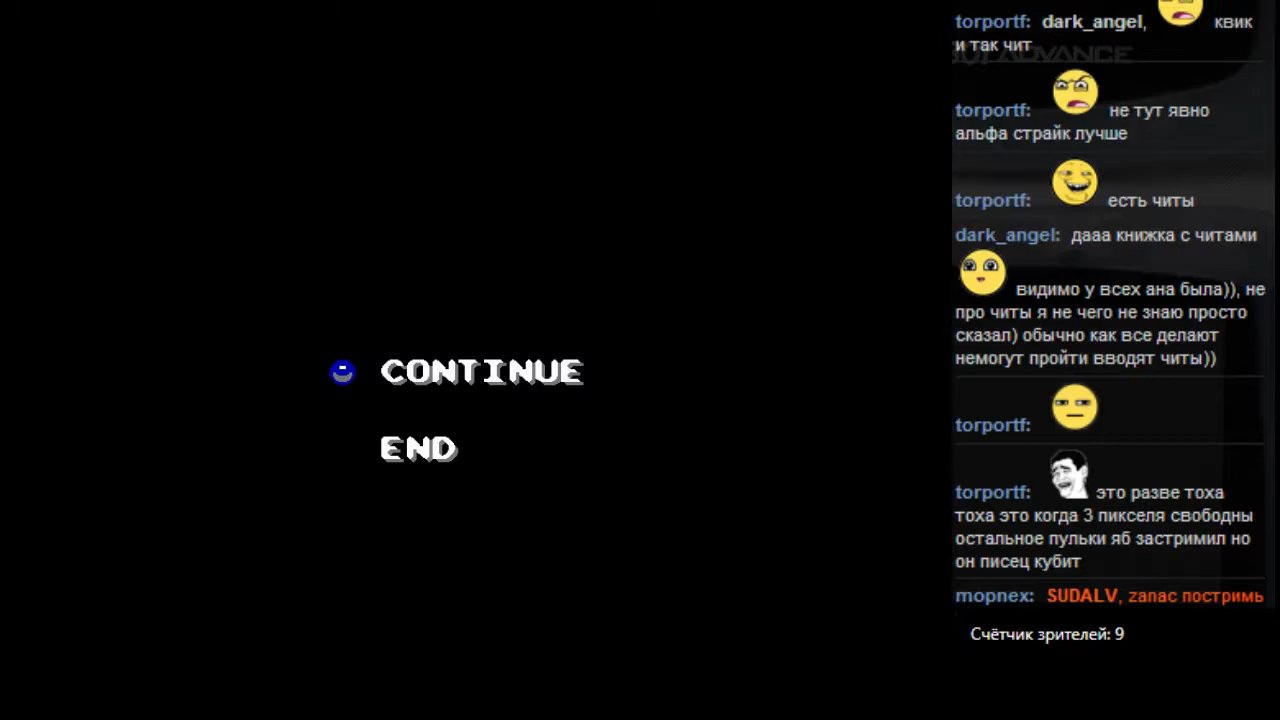 CONTINUE
END
torportf: dark_angel, квик
и так чит
ADVANCE
torportf: не тут явно
альфа страйк лучше
torportf: есть читы
dark_angel: дааа книжка с читами
видимо у всех ана была)), не
про читы я не чего не знаю просто
сказал) обычно как все делают
немогут пройти вводят читы))
torportf:
torportf: это разве тоха
тоха это когда 3 пикселя свободны
остальное пульки яб застримил но
он писец кубит
mopnex: SUDALV, zапас постримь
Счётчик зрителей: 9